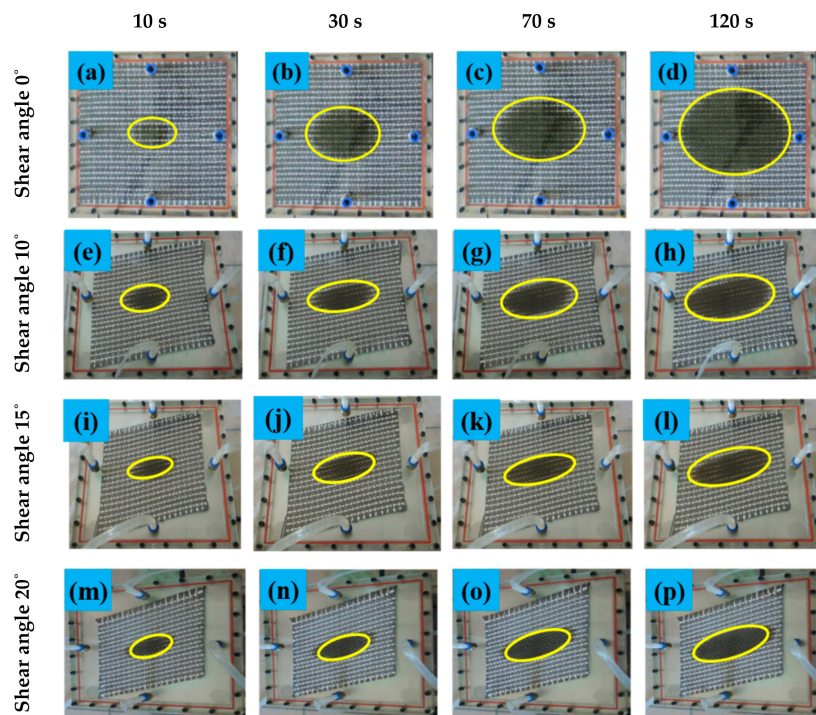 10 s 30 s 70 s 120 s
Shear angle 0°
(a) (b) (c) (d)
Shear angle 10°
(e) (f) (g) (h)
Shear angle 15°
(i) (j) (k) (l)
Shear angle 20°
(m) (n) (o) (p)